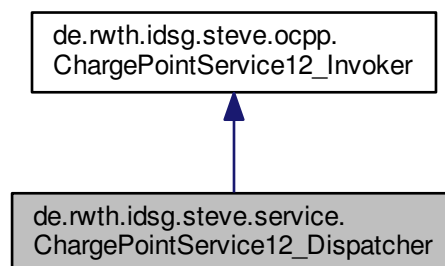 de.rwth.idsg.steve.ocpp.
ChargePointService12_Invoker
de.rwth.idsg.steve.service.
ChargePointService12_Dispatcher